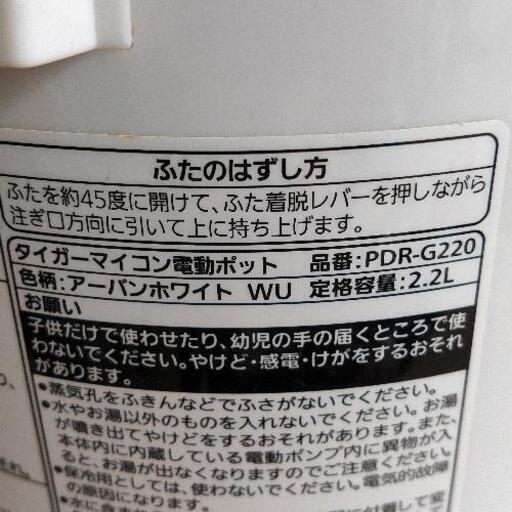 ふたのはずし方
ふたを約45度に開けて、ふた着脱レバーを押しながら
注ぎ口方向に引いて上に持ち上げます。
タイガーマイコン電動ポット 品番:PDR-G220
色柄:アーバンホワイト WU 定格容量:2.2L
お願い
子供だけで使わせたり、幼児の手の届くところで使
わないでください。やけど・感電・けがをするおそれ
があります。
•蒸気孔をふきんなどでふさがないでください。
•水やお湯以外のものを入れないでください。お湯
が噴き出てやけどをするおそれがあります。また、
本体内に内蔵している電動ポンプ内に異物が入
ると、お湯が出なくなりますのでご注意ください。
•保冷用としては、使わないでください。電気的故障
の原因になります。